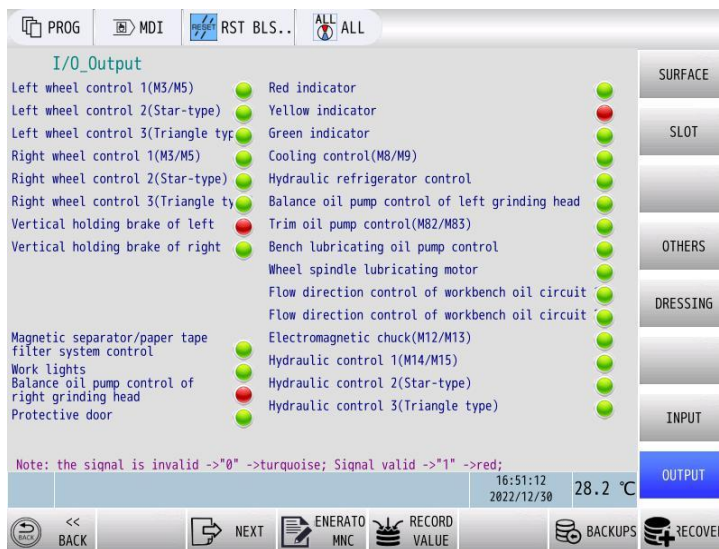 PROG
MDI
RESET
RST BLS..
ALL
ALL
I/O_Output
Left wheel control 1(M3/M5)
Left wheel control 2(Star-type)
Left wheel control 3(Triangle typ
Right wheel control 1(M3/M5)
Right wheel control 2(Star-type)
Right wheel control 3(Triangle ty
Vertical holding brake of left
Vertical holding brake of right
Magnetic separator/paper tape
filter system control
Work lights
Balance oil pump control of
right grinding head
Protective door
Red indicator
Yellow indicator
Green indicator
Cooling control(M8/M9)
Hydraulic refrigerator control
Balance oil pump control of left grinding head
Trim oil pump control(M82/M83)
Bench lubricating oil pump control
Wheel spindle lubricating motor
Flow direction control of workbench oil circuit
Flow direction control of workbench oil circuit
Electromagnetic chuck(M12/M13)
Hydraulic control 1(M14/M15)
Hydraulic control 2(Star-type)
Hydraulic control 3(Triangle type)
Note: the signal is invalid ->"0" ->turquoise; Signal valid ->"1" ->red;
16:51:12
2022/12/30
28.2 ℃
SURFACE
SLOT
OTHERS
DRESSING
INPUT
OUTPUT
BACK
<<
BACK
NEXT
ENERATO
MNC
RECORD
VALUE
BACKUPS
RECOVE